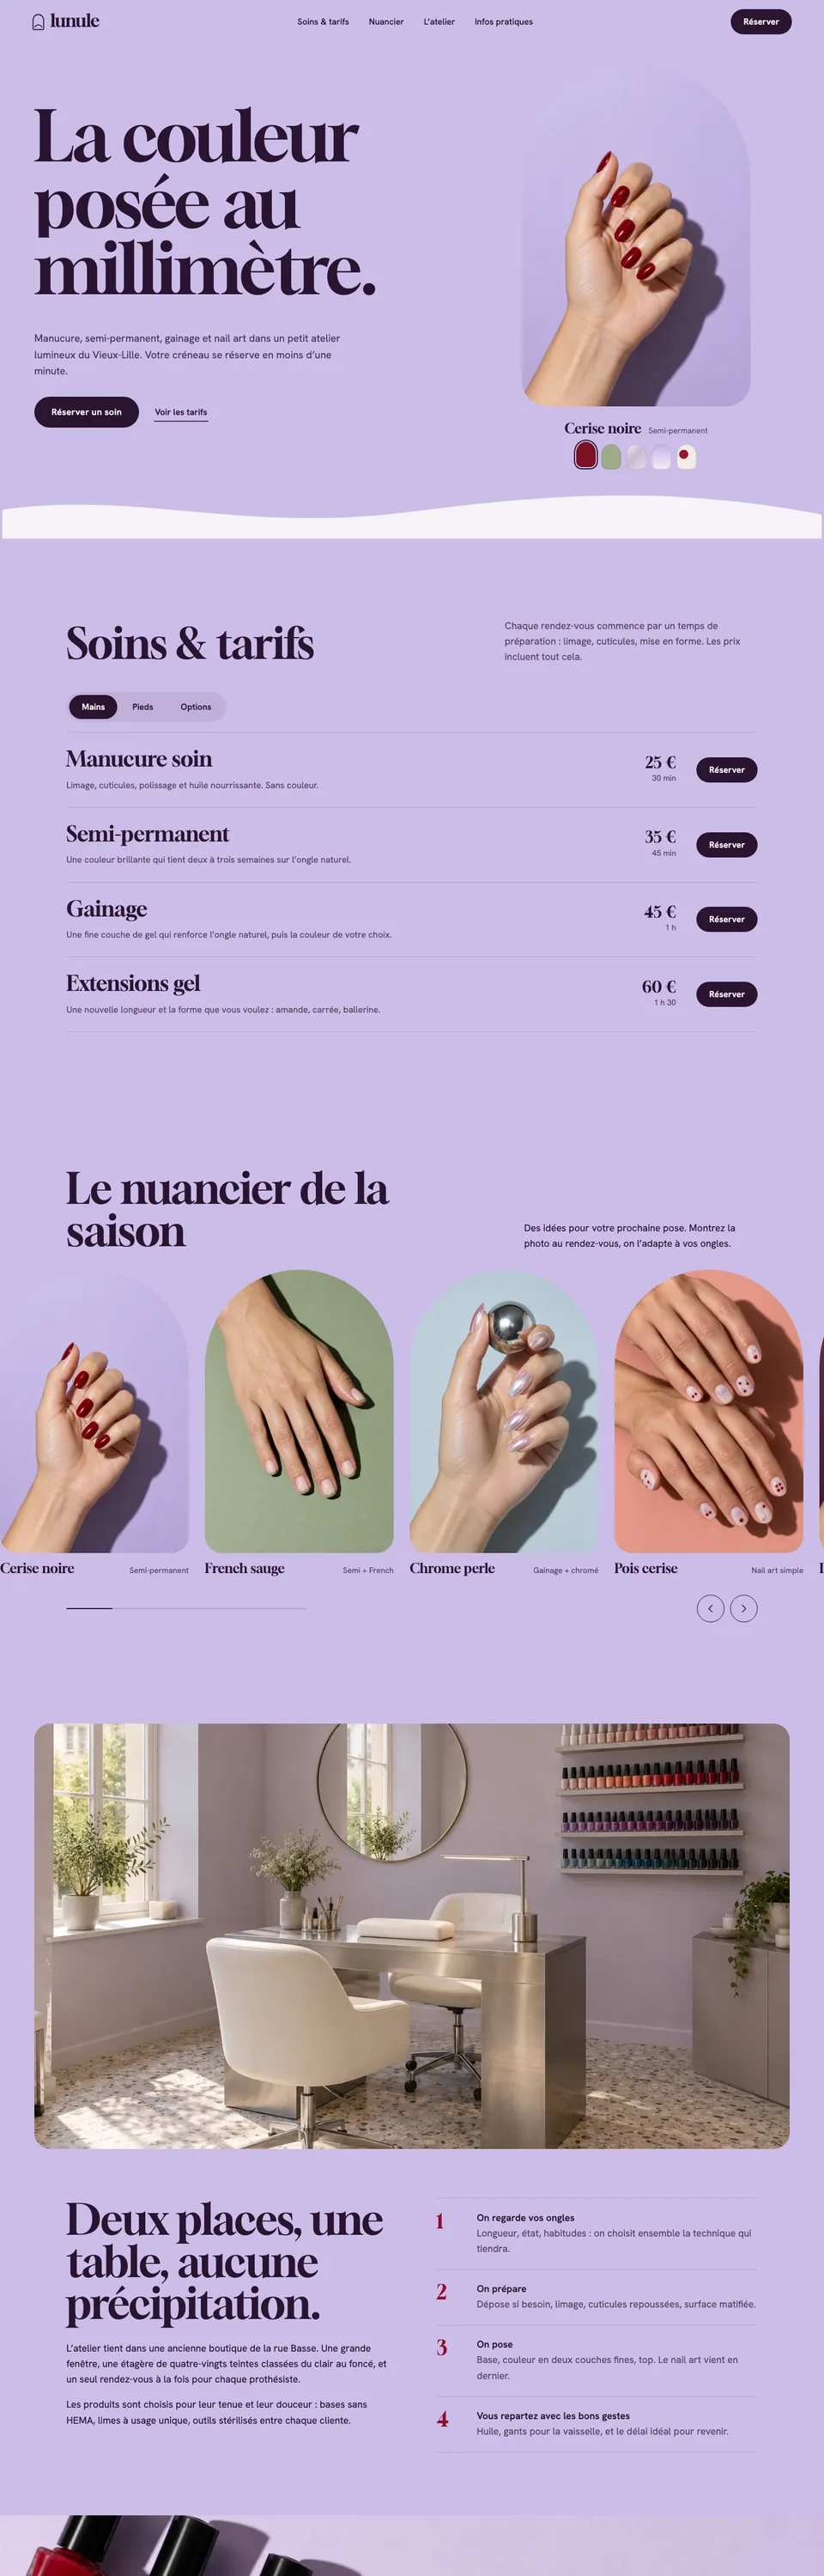 lunule
Soins & tarifs
Nuancier
L'atelier
Infos pratiques
Réserver
La couleur
posée au
millimètre.
Manucure, semi-permanent, gainage et nail art dans un petit atelier
lumineux du Vieux-Lille. Votre créneau se réserve en moins d'une
minute.
Réserver un soin
Voir les tarifs
Cerise noire
Semi-permanent
Soins & tarifs
Chaque rendez-vous commence par un temps de
préparation : limage, cuticules, mise en forme. Les prix
incluent tout cela.
Mains
Pieds
Options
Manucure soin
Limage, cuticules, polissage et huile nourrissante. Sans couleur.
25 €
30 min
Réserver
Semi-permanent
Une couleur brillante qui tient deux à trois semaines sur l'ongle naturel.
35 €
45 min
Réserver
Gainage
Une fine couche de gel qui renforce l'ongle naturel, puis la couleur de votre choix.
45 €
1 h
Réserver
Extensions gel
Une nouvelle longueur et la forme que vous voulez : amande, carrée, ballerine.
60 €
1 h 30
Réserver
Le nuancier de la
saison
Des idées pour votre prochaine pose. Montrez la
photo au rendez-vous, on l'adapte à vos ongles.
Cerise noire
Semi-permanent
French sauge
Semi + French
Chrome perle
Gainage + chromé
Pois cerise
Nail art simple
Deux places, une
table, aucune
précipitation.
L'atelier tient dans une ancienne boutique de la rue Basse. Une grande
fenêtre, une étagère de quatre-vingts teintes classées du clair au foncé, et
un seul rendez-vous à la fois pour chaque prothésiste.
Les produits sont choisis pour leur tenue et leur douceur : bases sans
HEMA, limes à usage unique, outils stérilisés entre chaque cliente.
1
On regarde vos ongles
Longueur, état, habitudes : on choisit ensemble la technique qui
tiendra.
2
On prépare
Dépose si besoin, limage, cuticules repoussées, surface matifiée.
3
On pose
Base, couleur en deux couches fines, top. Le nail art vient en
dernier.
4
Vous repartez avec les bons gestes
Huile, gants pour la vaisselle, et le délai idéal pour revenir.